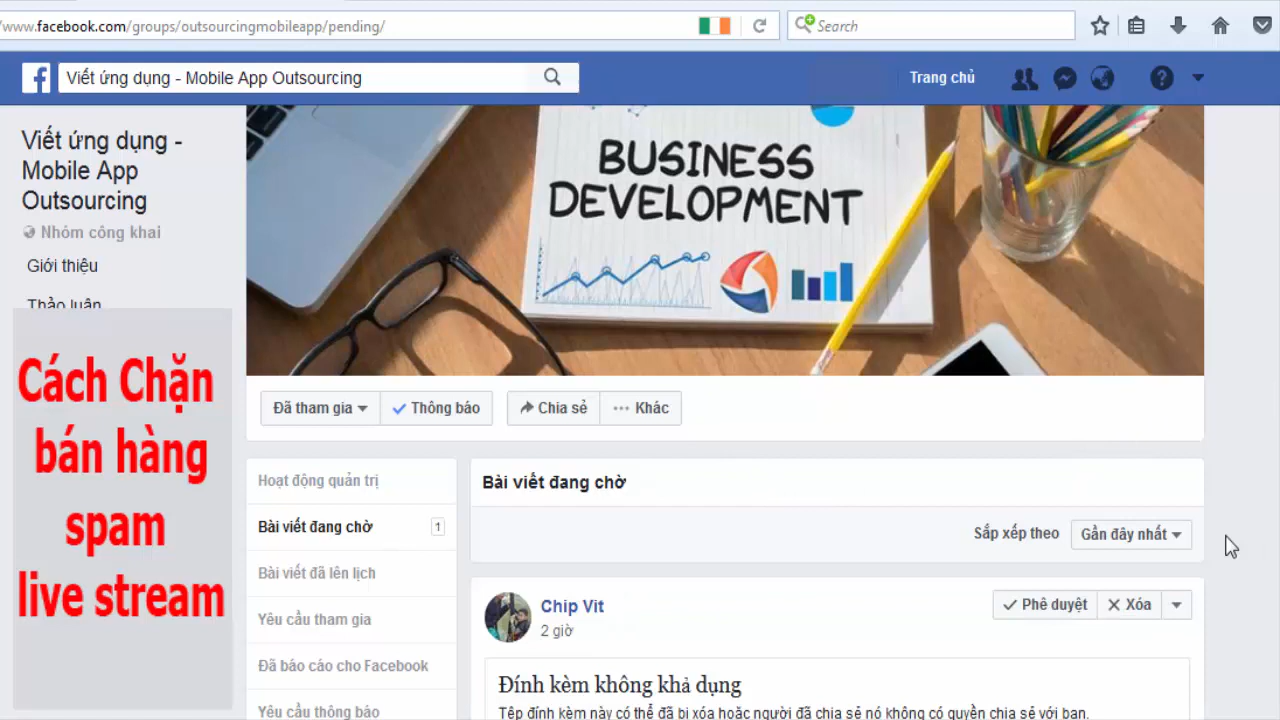 /www.facebook.com/groups/outsourcingmobileapp/pending/
Search
Viết ứng dụng - Mobile App Outsourcing
Trang chủ
Viết ứng dụng -
Mobile App
Outsourcing
Nhóm công khai
Giới thiệu
Thảo luận
Cách Chặn
bán hàng
spam
live stream
BUSINESS
DEVELOPMENT
Đã tham gia
Thông báo
Chia sẻ
Khác
Hoạt động quản trị
Bài viết đang chờ 1
Bài viết đã lên lịch
Yêu cầu tham gia
Đã báo cáo cho Facebook
Yêu cầu thông báo
Bài viết đang chờ
Sắp xếp theo Gần đây nhất
Chip Vit
2 giờ
Phê duyệt
Xóa
Đính kèm không khả dụng
Tệp đính kèm này có thể đã bị xóa hoặc người đã chia sẻ nó không có quyền chia sẻ với bạn.